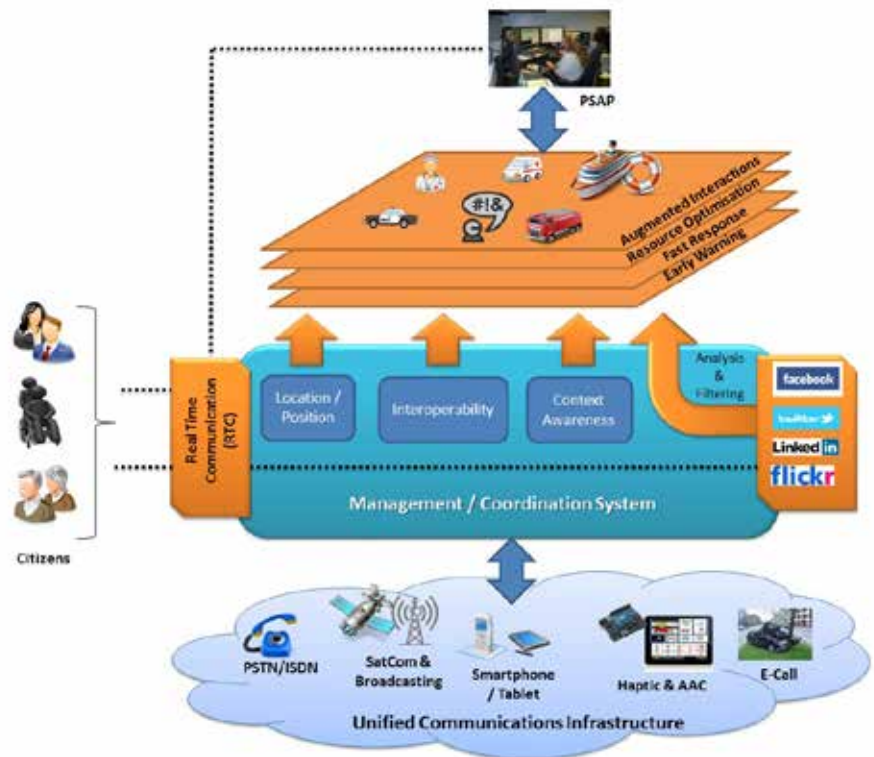 PSAP
#!&
Augmented Interactions
Resource Optimisation
Fast Response
Early Warning
Citizens
Real Time
Communication
(RTC)
Location /
Position
Interoperability
Context
Awareness
Analysis
&
Filtering
facebook
twitter
Linked in
flickr
Management / Coordination System
PSTN/ISDN
SatCom &
Broadcasting
Smartphone
/ Tablet
Haptic & AAC
E-Call
Unified Communications Infrastructure